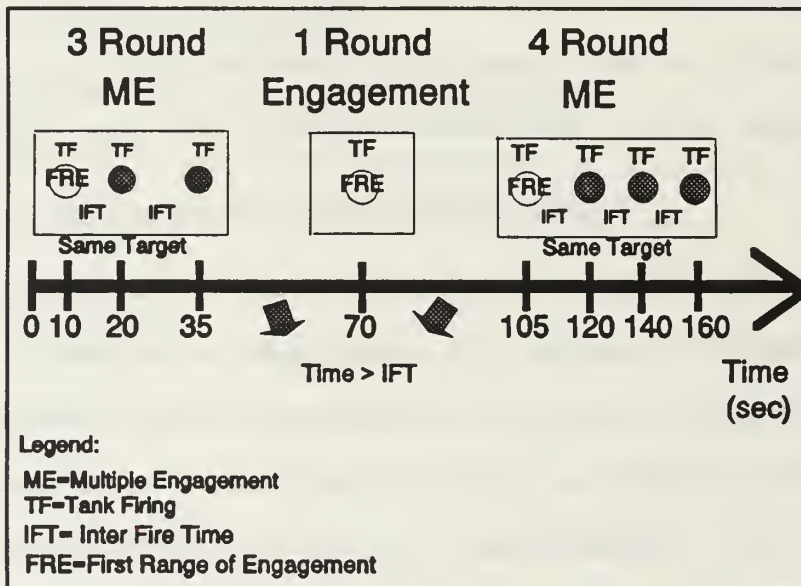 3 Round 1 Round 4 Round
ME Engagement ME
TF TF TF TF TF TF TF TF
FRE FRE FRE
IFT IFT IFT IFT IFT
Same Target Same Target
0 10 20 35 70 105 120 140 160
Time > IFT Time
(sec)
Legend:
ME=Multiple Engagement
TF=Tank Firing
IFT= Inter Fire Time
FRE=First Range of Engagement